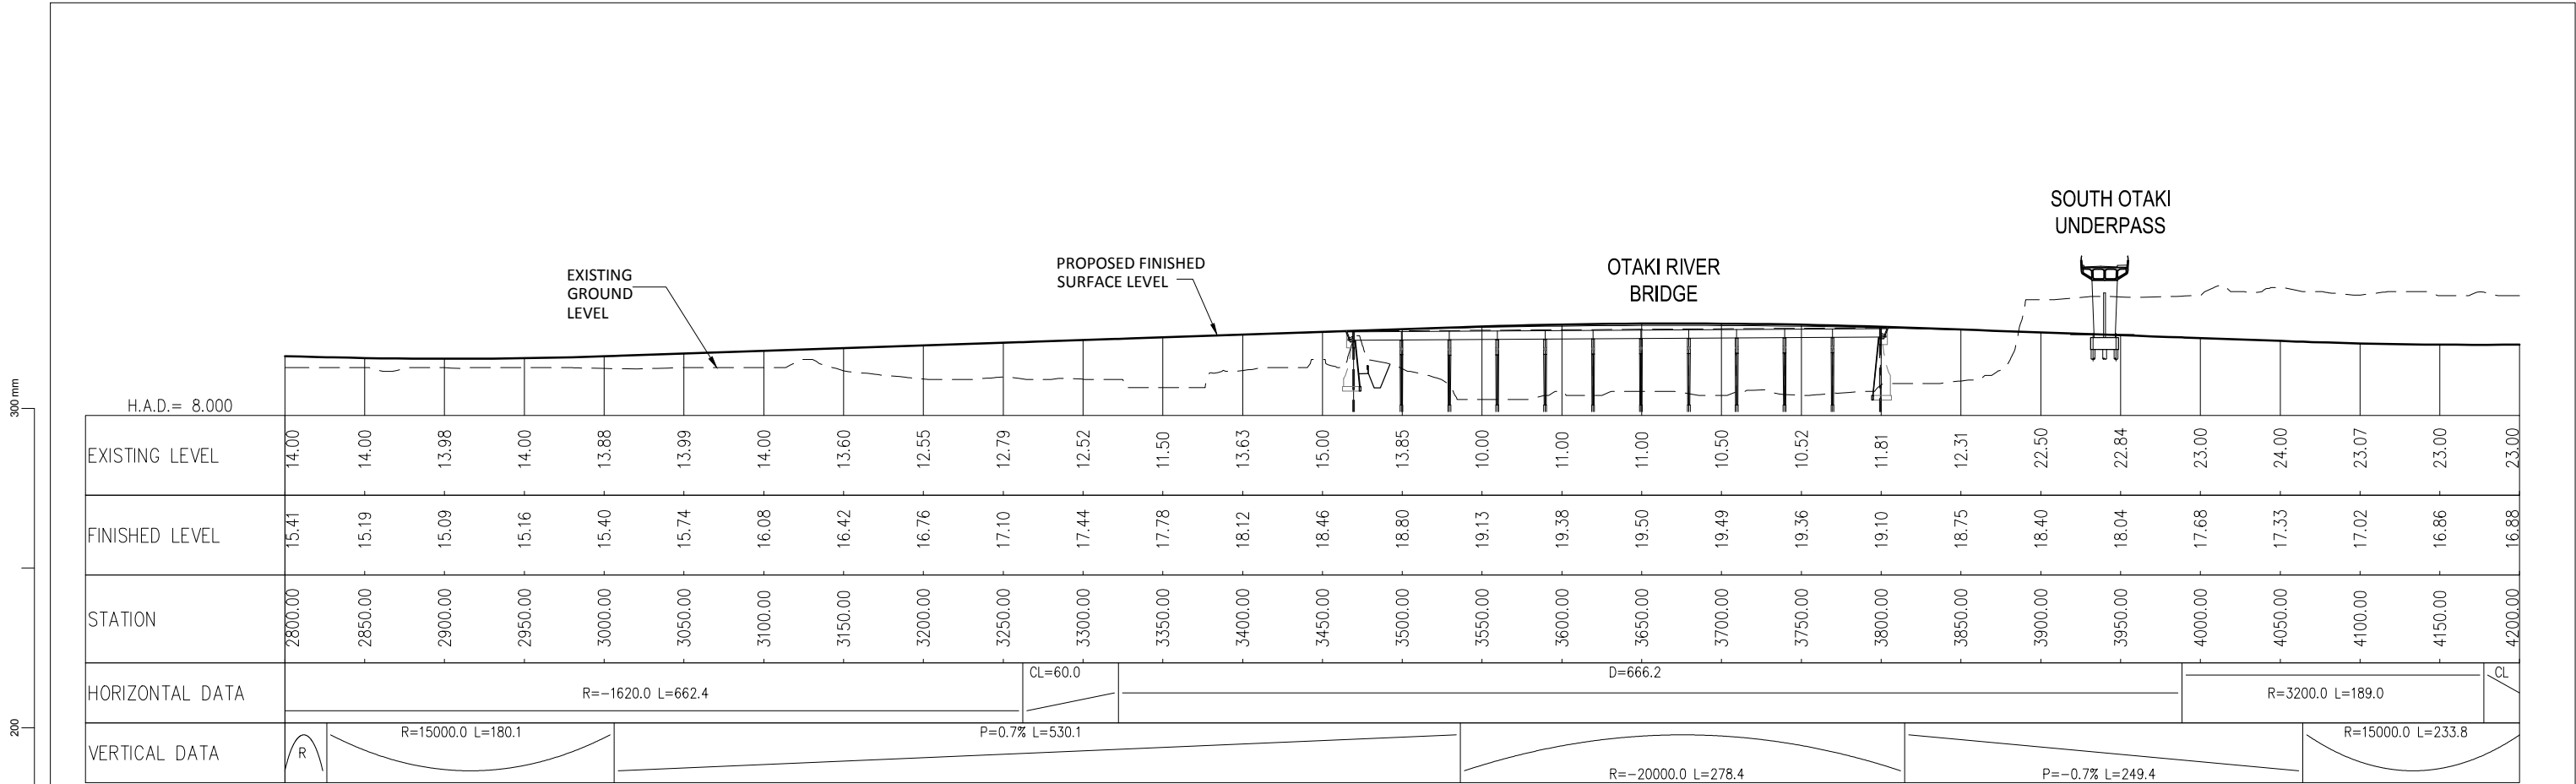 SOUTH OTAKI
UNDERPASS
OTAKI RIVER
BRIDGE
PROPOSED FINISHED
SURFACE LEVEL
EXISTING
GROUND
LEVEL
300 mm
200
H.A.D.= 8.000
EXISTING LEVEL 14.00 14.00 13.98 14.00 13.88 13.99 14.00 13.60 12.55 12.79 12.52 11.50 13.63 15.00 13.85 10.00 11.00 11.00 10.50 10.52 11.81 12.31 22.50 22.84 23.00 24.00 23.07 23.00 23.00
FINISHED LEVEL 15.41 15.19 15.09 15.16 15.40 15.74 16.08 16.42 16.76 17.10 17.44 17.78 18.12 18.46 18.80 19.13 19.38 19.50 19.49 19.36 19.10 18.75 18.40 18.04 17.68 17.33 17.02 16.86 16.88
STATION 2800.00 2850.00 2900.00 2950.00 3000.00 3050.00 3100.00 3150.00 3200.00 3250.00 3300.00 3350.00 3400.00 3450.00 3500.00 3550.00 3600.00 3650.00 3700.00 3750.00 3800.00 3850.00 3900.00 3950.00 4000.00 4050.00 4100.00 4150.00 4200.00
HORIZONTAL DATA R=-1620.0 L=662.4 CL=60.0 D=666.2 R=3200.0 L=189.0 CL
VERTICAL DATA R R=15000.0 L=180.1 P=0.7% L=530.1 R=-20000.0 L=278.4 P=-0.7% L=249.4 R=15000.0 L=233.8